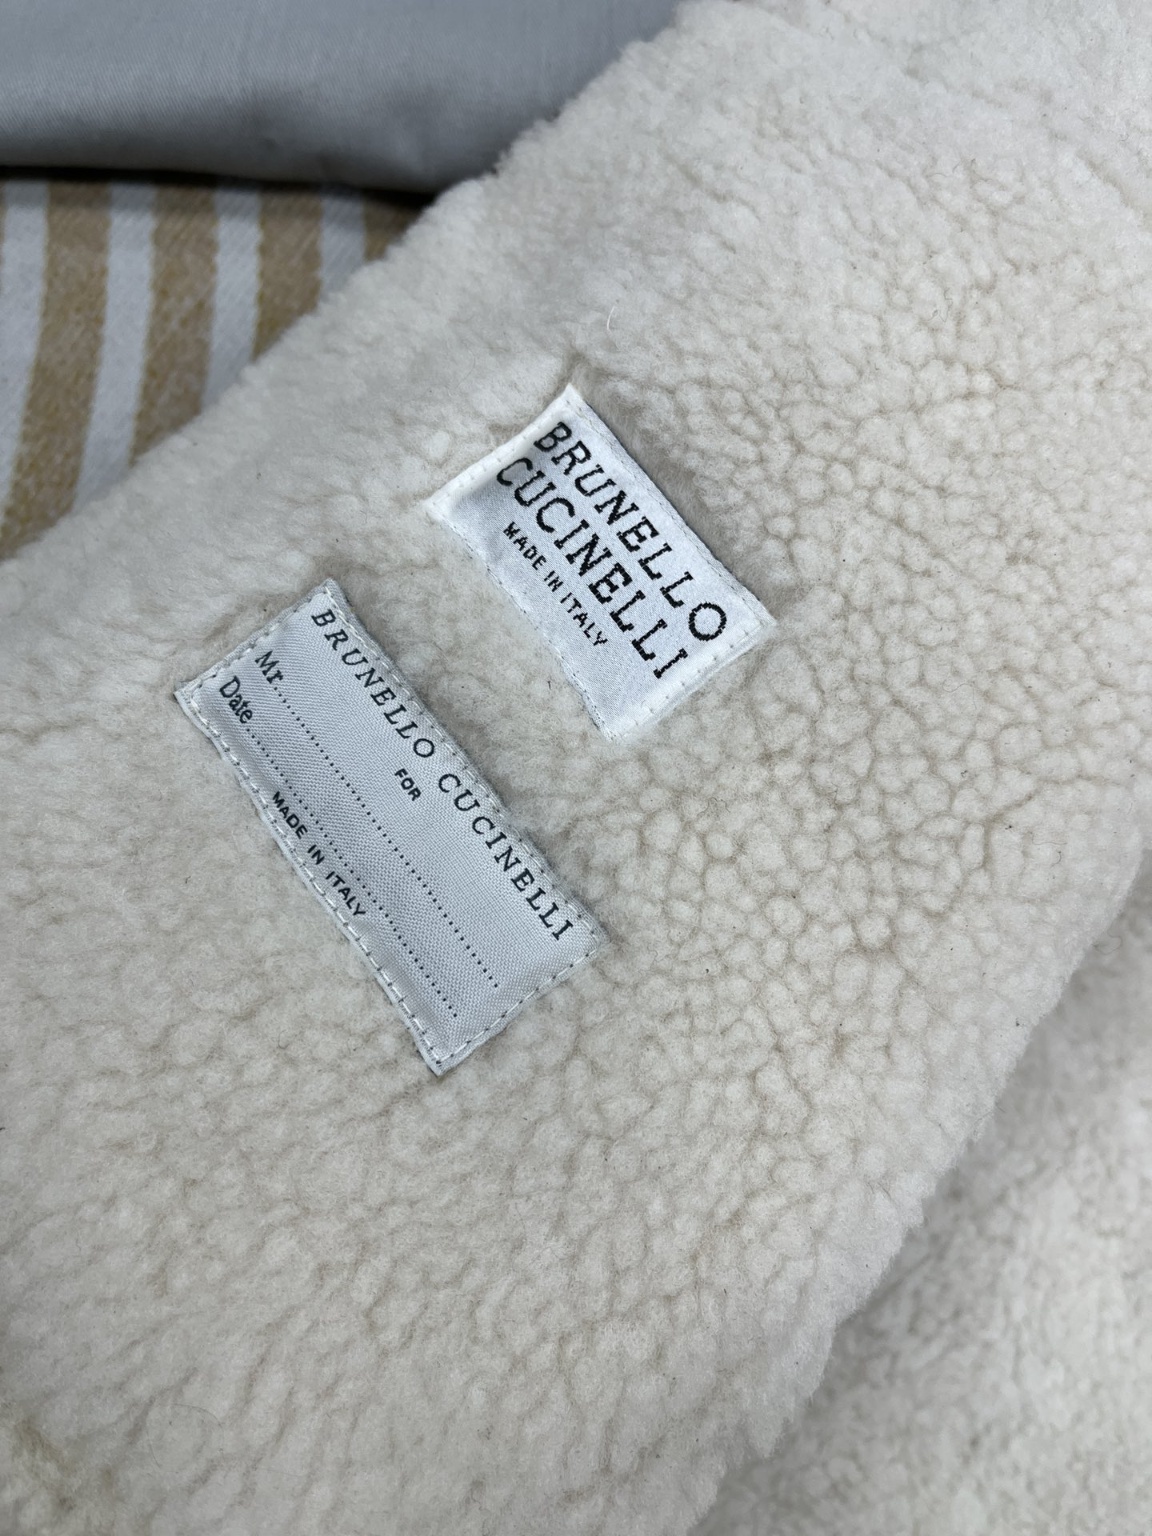 BRUNELLO
CUCINELLI
MADE IN ITALY
BRUNELLO CUCINELLI
FOR
Mr..............................
Date..............................
MADE IN ITALY